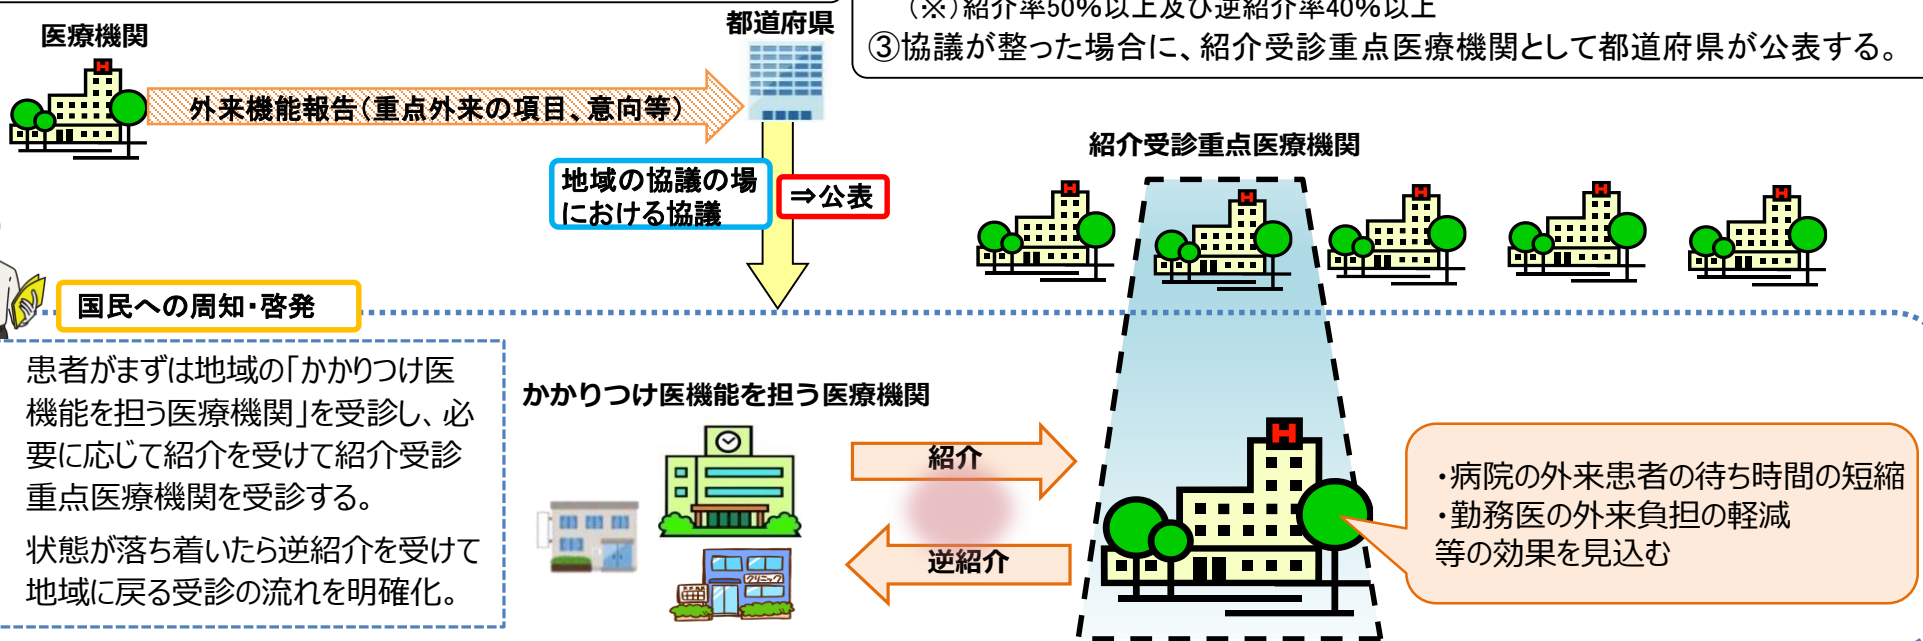 (※)紹介率50%以上及び逆紹介率40%以上
③協議が整った場合に、紹介受診重点医療機関として都道府県が公表する。
医療機関
都道府県
外来機能報告(重点外来の項目、意向等)
地域の協議の場
における協議
⇒公表
紹介受診重点医療機関
国民への周知・啓発
患者がまずは地域の「かかりつけ医
機能を担う医療機関」を受診し、必
要に応じて紹介を受けて紹介受診
重点医療機関を受診する。
状態が落ち着いたら逆紹介を受けて
地域に戻る受診の流れを明確化。
かかりつけ医機能を担う医療機関
クリニック
紹介
逆紹介
H
H
H
H
H
H
H
・病院の外来患者の待ち時間の短縮
・勤務医の外来負担の軽減
等の効果を見込む